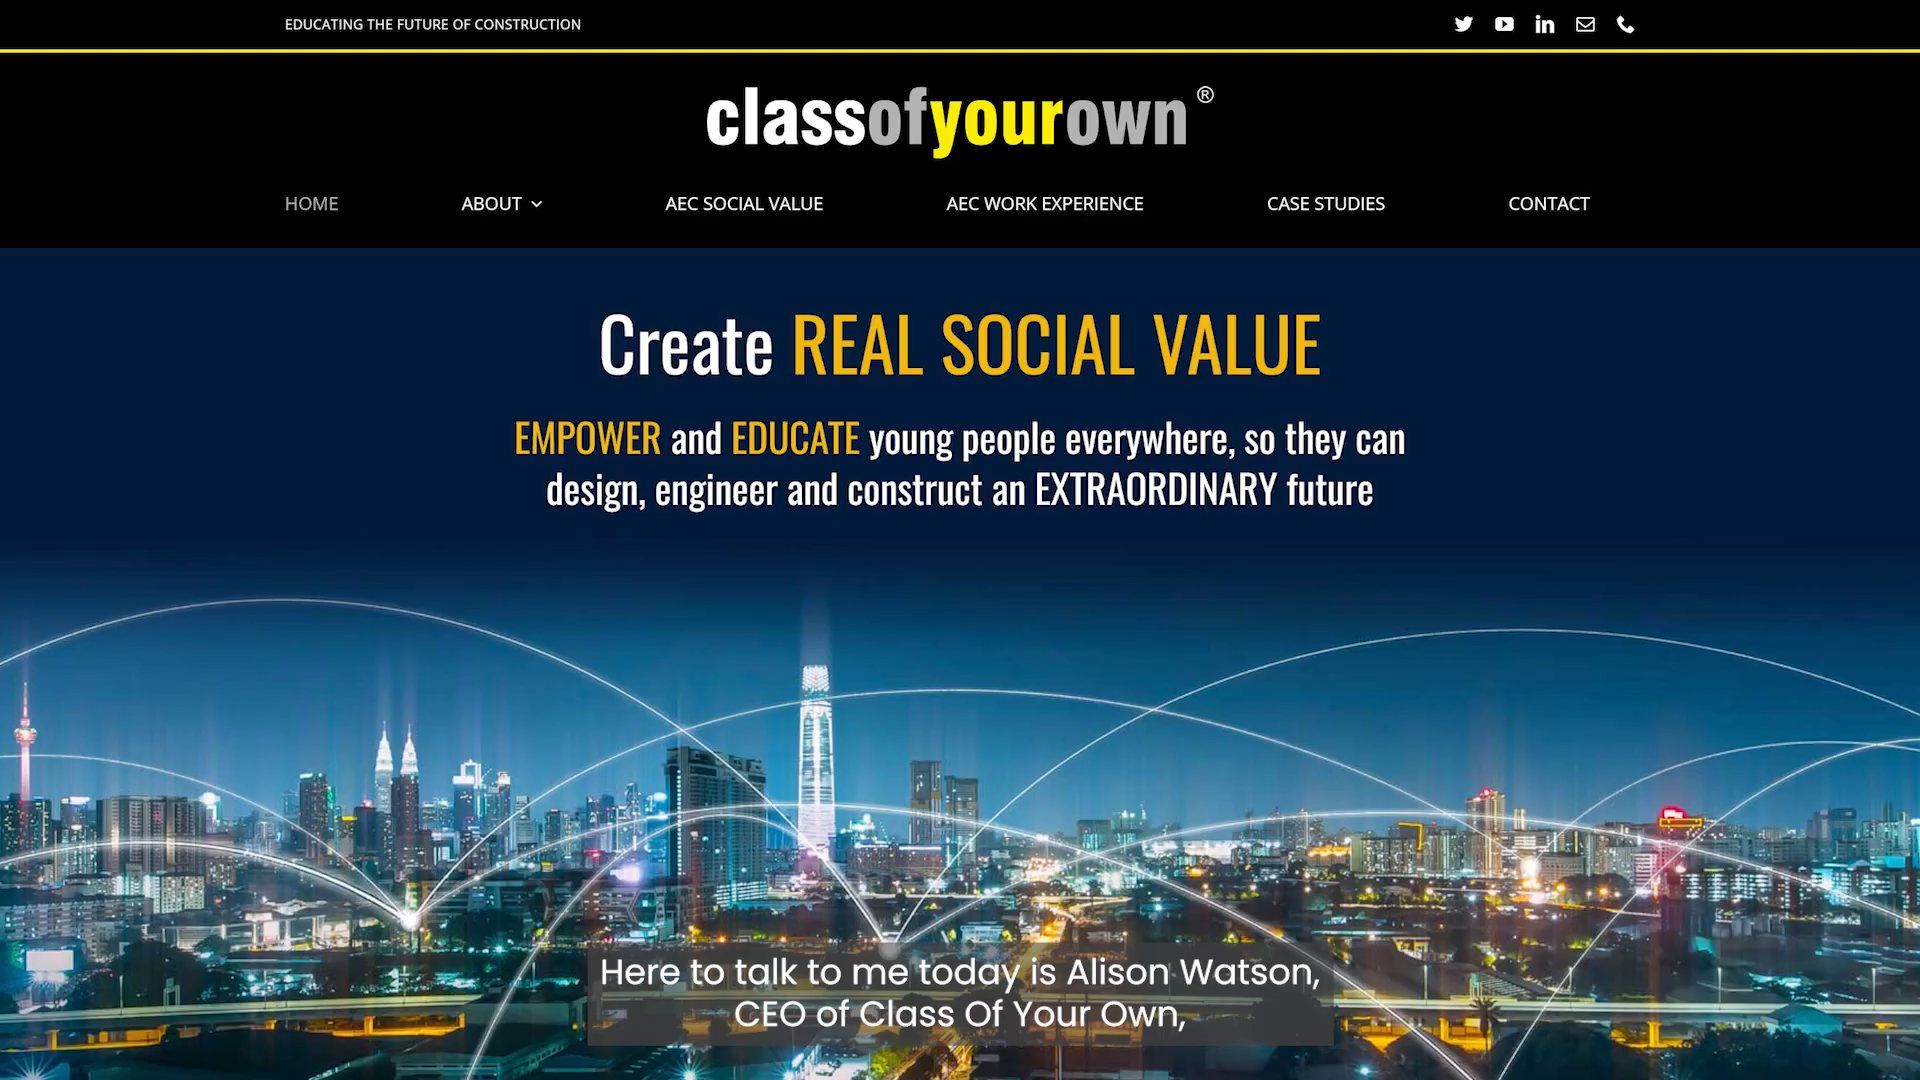 EDUCATING THE FUTURE OF CONSTRUCTION
classofyourown®
HOME
ABOUT
AEC SOCIAL VALUE
AEC WORK EXPERIENCE
CASE STUDIES
CONTACT
Create REAL SOCIAL VALUE
EMPOWER and EDUCATE young people everywhere, so they can
design, engineer and construct an EXTRAORDINARY future
Here to talk to me today is Alison Watson,
CEO of Class Of Your Own,